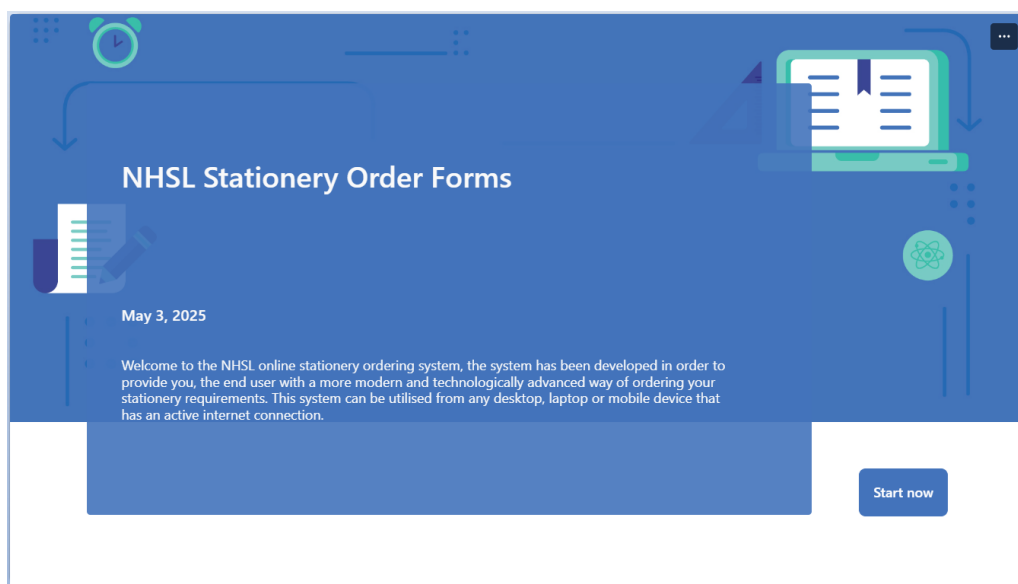 NHSL Stationery Order Forms
May 3, 2025
Welcome to the NHSL online stationery ordering system, the system has been developed in order to
provide you, the end user with a more modern and technologically advanced way of ordering your
stationery requirements. This system can be utilised from any desktop, laptop or mobile device that
has an active internet connection.
Start now